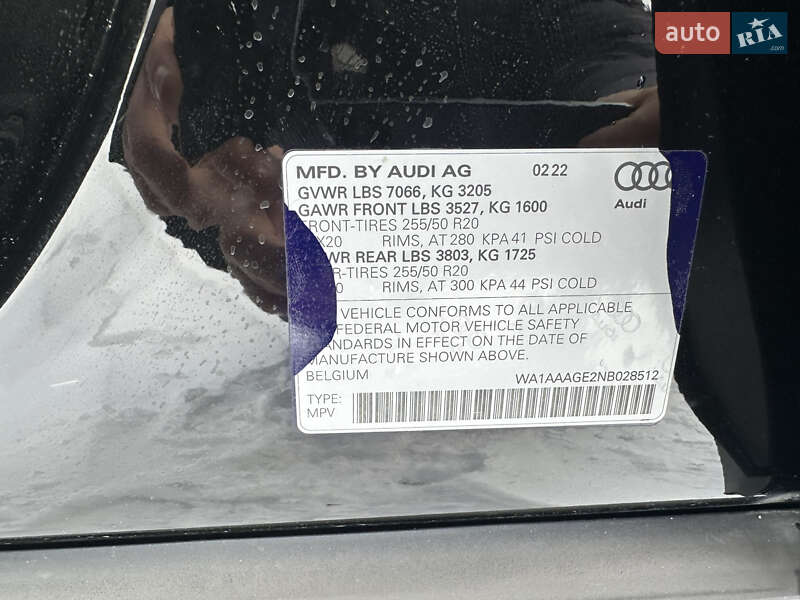 auto RIA .com
MFD. BY AUDI AG 02 22
GVWR LBS 7066, KG 3205
GAWR FRONT LBS 3527, KG 1600
FRONT-TIRES 255/50 R20
X20 RIMS, AT 280 KPA 41 PSI COLD
WR REAR LBS 3803, KG 1725
R-TIRES 255/50 R20
0 RIMS, AT 300 KPA 44 PSI COLD
VEHICLE CONFORMS TO ALL APPLICABLE
FEDERAL MOTOR VEHICLE SAFETY
STANDARDS IN EFFECT ON THE DATE OF
MANUFACTURE SHOWN ABOVE.
BELGIUM WA1AAAGE2NB028512
TYPE:
MPV
Audi